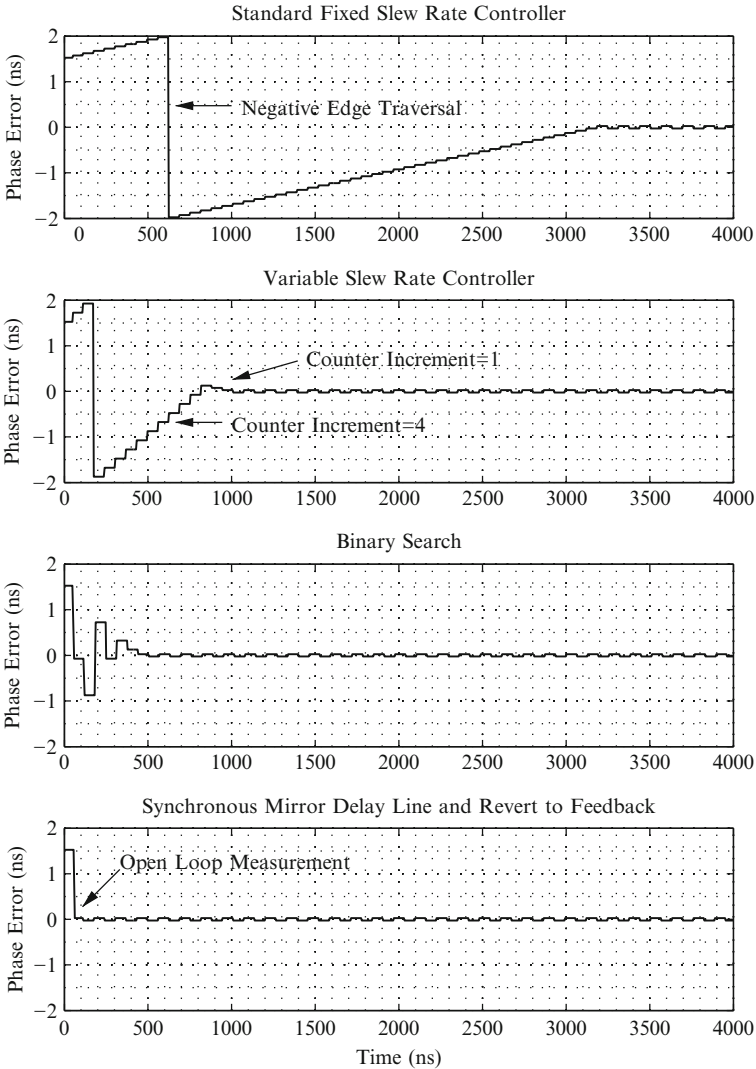 Standard Fixed Slew Rate Controller
2
1
0
−1
−2
Phase Error (ns)
Negative Edge Traversal
0 500 1000 1500 2000 2500 3000 3500 4000
Variable Slew Rate Controller
2
1
0
−1
−2
Phase Error (ns)
Counter Increment=1
Counter Increment=4
0 500 1000 1500 2000 2500 3000 3500 4000
Binary Search
2
1
0
−1
−2
Phase Error (ns)
0 500 1000 1500 2000 2500 3000 3500 4000
Synchronous Mirror Delay Line and Revert to Feedback
2
1
0
−1
−2
Phase Error (ns)
Open Loop Measurement
0 500 1000 1500 2000 2500 3000 3500 4000
Time (ns)